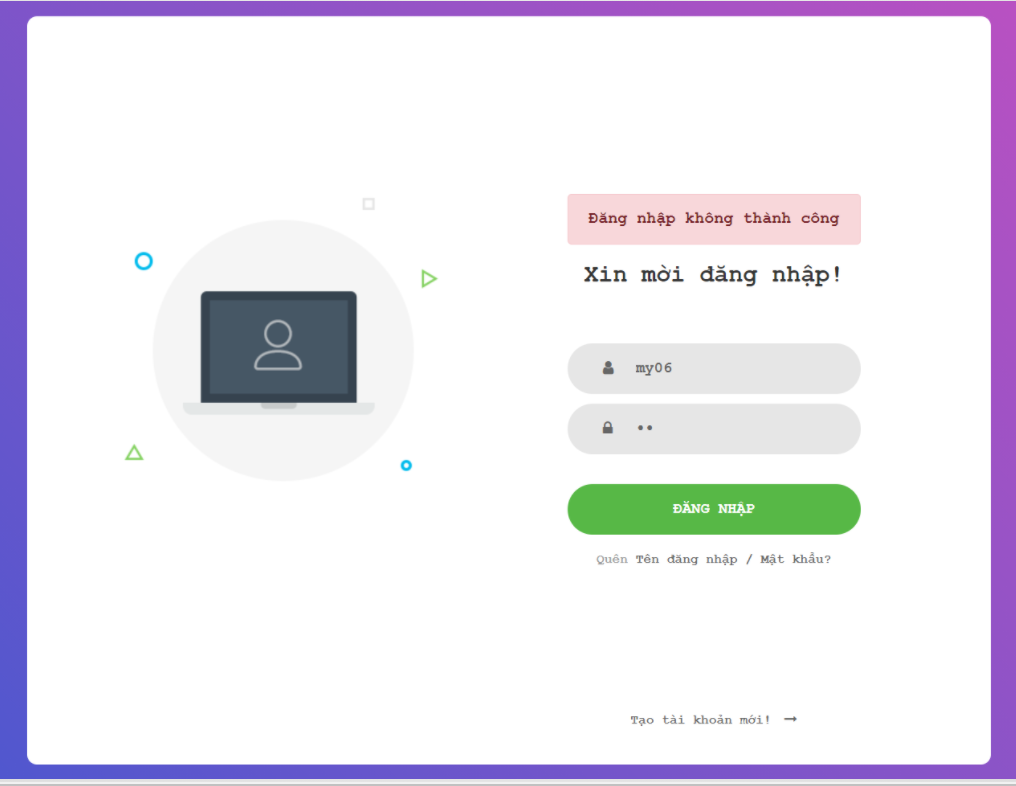 Đăng nhập không thành công
Xin mời đăng nhập!
my06
••
ĐĂNG NHẬP
Quên Tên đăng nhập / Mật khẩu?
Tạo tài khoản mới! →